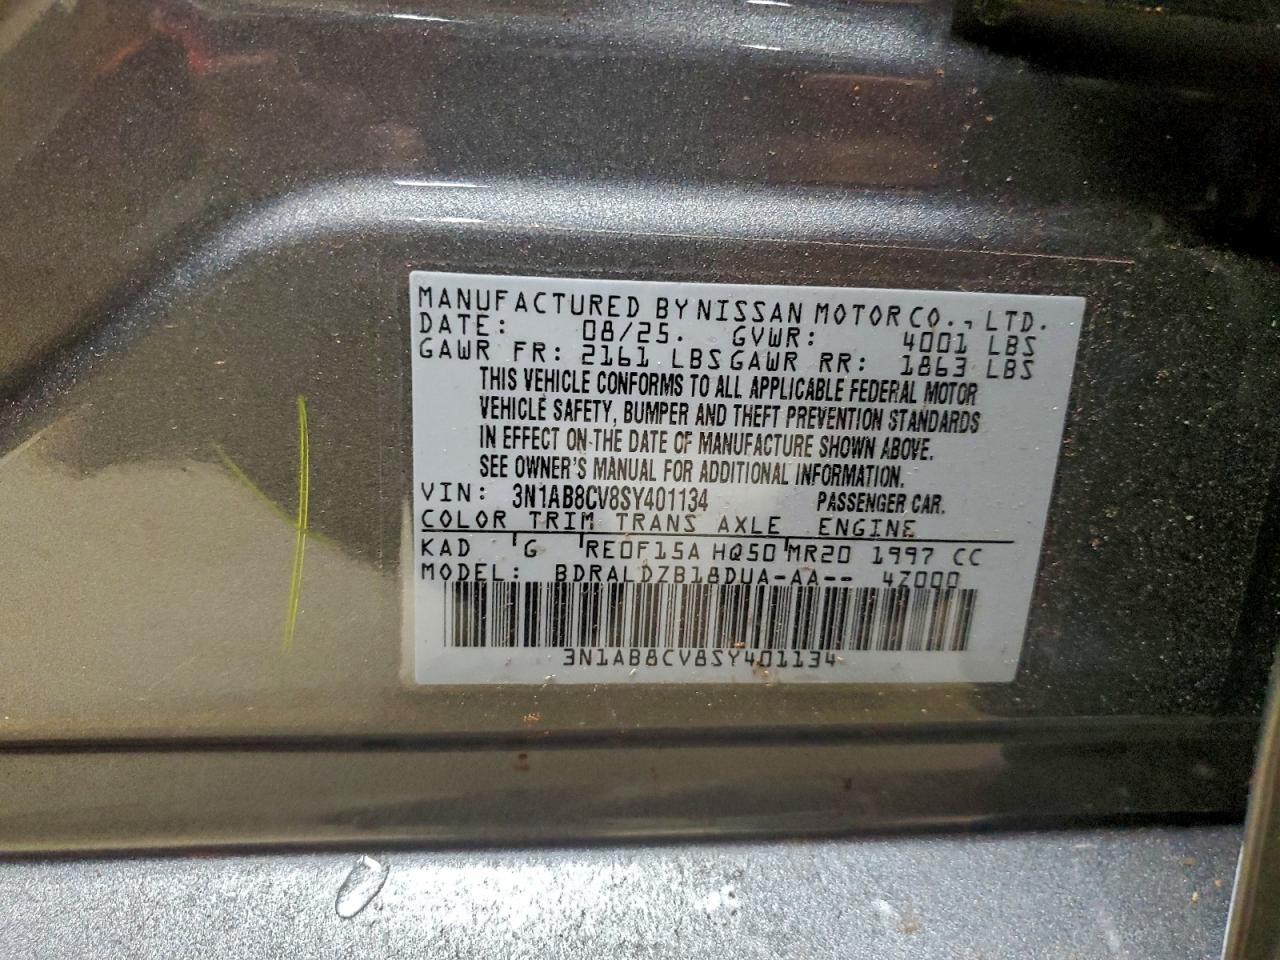 MANUFACTURED BY NISSAN MOTOR CO., LTD.
DATE: 08/25. GVWR: 4001 LBS
GAWR FR: 2161 LBS GAWR RR: 1863 LBS
THIS VEHICLE CONFORMS TO ALL APPLICABLE FEDERAL MOTOR
VEHICLE SAFETY, BUMPER AND THEFT PREVENTION STANDARDS
IN EFFECT ON THE DATE OF MANUFACTURE SHOWN ABOVE.
SEE OWNER'S MANUAL FOR ADDITIONAL INFORMATION.
VIN: 3N1AB8CV8SY401134 PASSENGER CAR.
COLOR TRIM TRANS AXLE ENGINE
KAD G RE0F15A HQ50 MR20 1997 CC
MODEL: BDRALDZB18DUA-AA-- 4Z000
3N1AB8CV8SY401134